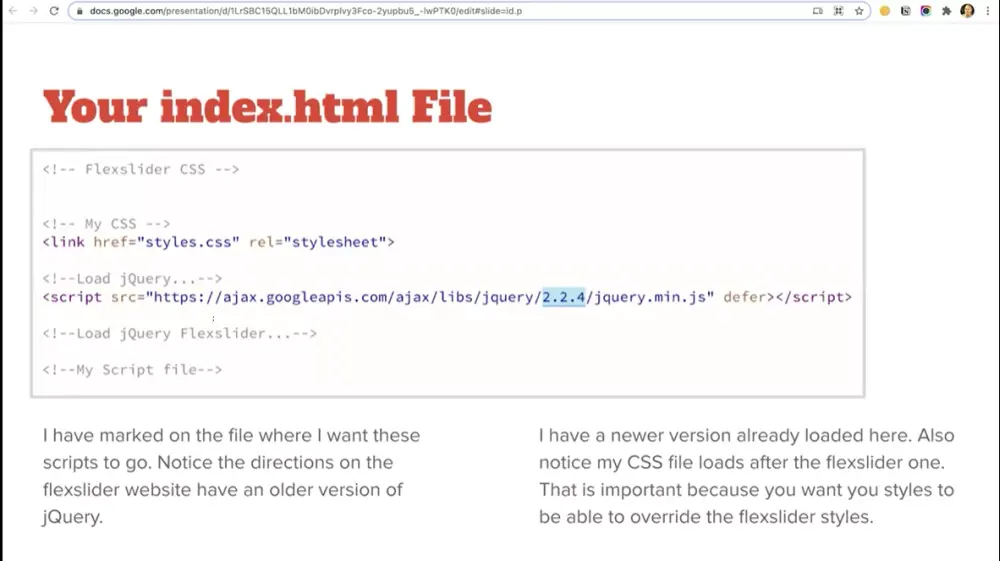 docs.google.com/presentation/d/1LrSBC15QLL1bM0ibDvrplvy3Fco-2yupbu5_-lwPTK0/edit#slide=id.p
Your index.html File
<!-- Flexslider CSS -->
<!-- My CSS -->
<link href="styles.css" rel="stylesheet">
<!--Load jQuery...-->
<script src="https://ajax.googleapis.com/ajax/libs/jquery/2.2.4/jquery.min.js" defer></script>
<!--Load jQuery Flexslider...-->
<!--My Script file-->
I have marked on the file where I want these
scripts to go. Notice the directions on the
flexslider website have an older version of
jQuery.
I have a newer version already loaded here. Also
notice my CSS file loads after the flexslider one.
That is important because you want you styles to
be able to override the flexslider styles.